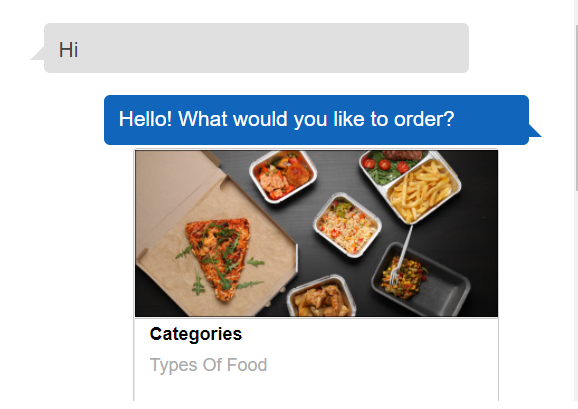 Hi
Hello! What would you like to order?
Categories
Types Of Food